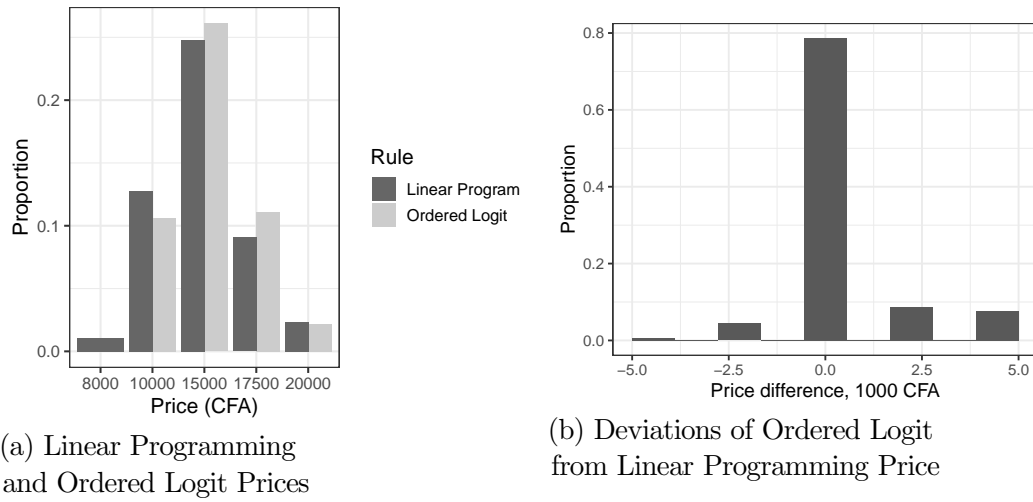 Proportion
0.2
0.1
0.0
8000 10000 15000 17500 20000
Price (CFA)
Rule
Linear Program
Ordered Logit
(a) Linear Programming
and Ordered Logit Prices
Proportion
0.8
0.6
0.4
0.2
0.0
−5.0 −2.5 0.0 2.5 5.0
Price difference, 1000 CFA
(b) Deviations of Ordered Logit
from Linear Programming Price